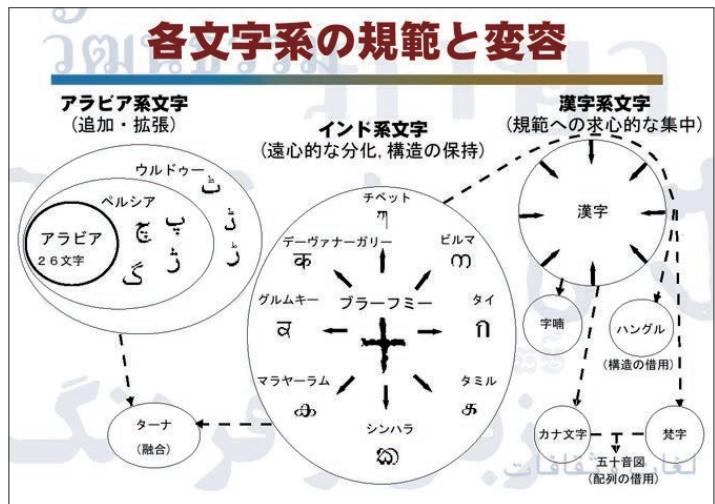 各文字系の規範と変容
アラビア系文字
(追加・拡張)
ウルドゥー
ٹ
ڈ
ڑ
ペルシア
چ پ
گ ژ
アラビア
26文字
ターナ
(融合)
インド系文字
(遠心的な分化,構造の保持)
チベット
ཀ
デーヴァナーガリー
क
ビルマ
က
グルムキー
ਕ
ブラーフミー
𑀓
タイ
ก
マラヤーラム
ക
タミル
க
シンハラ
ක
漢字系文字
(規範への求心的な集中)
漢字
字喃
ハングル
(構造の借用)
カナ文字
梵字
五十音図
(配列の借用)